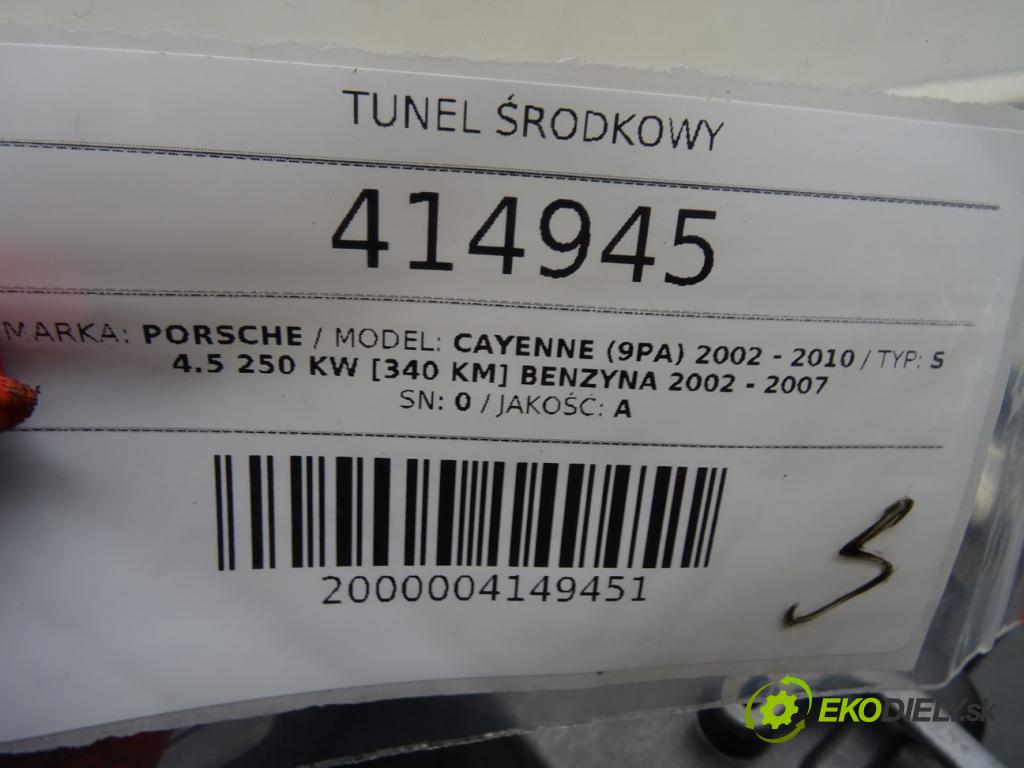 TUNEL ŚRODKOWY
414945
MARKA: PORSCHE / MODEL: CAYENNE (9PA) 2002 - 2010 / TYP: S
4.5 250 KW [340 KM] BENZYNA 2002 - 2007
SN: 0 / JAKOŚĆ: A
2000004149451
S
EKODIELY.sk